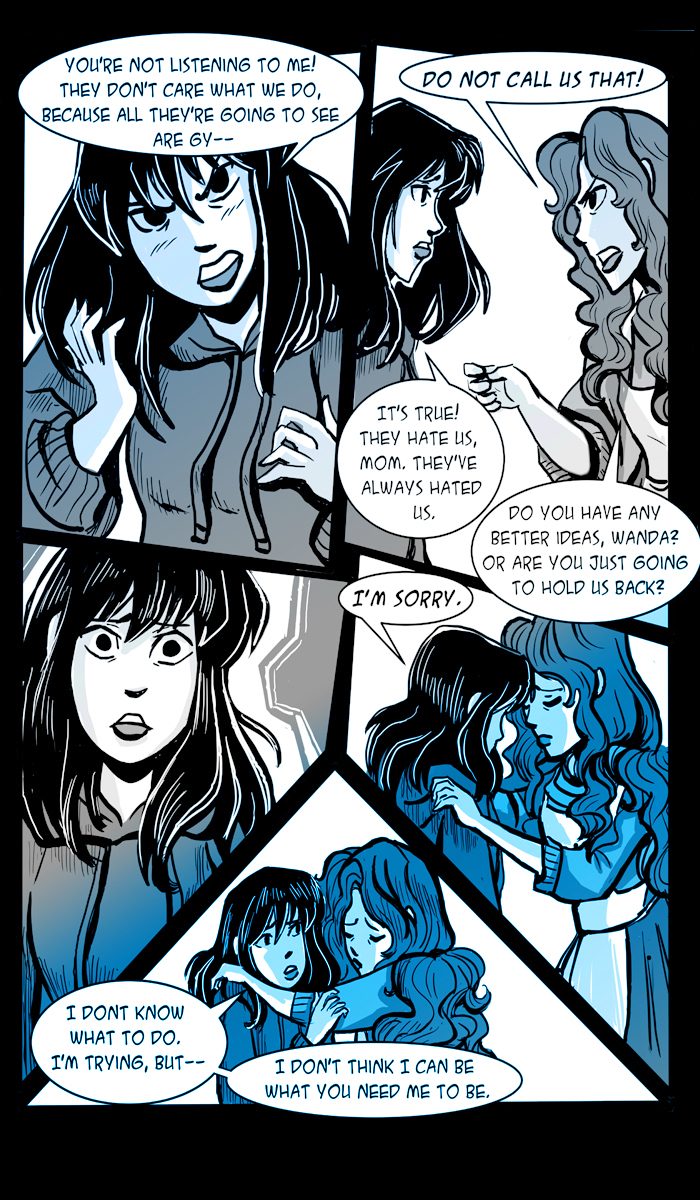 YOU'RE NOT LISTENING TO ME!
THEY DON'T CARE WHAT WE DO,
BECAUSE ALL THEY'RE GOING TO SEE
ARE GY--
DO NOT CALL US THAT!
IT'S TRUE!
THEY HATE US,
MOM. THEY'VE
ALWAYS HATED
US.
DO YOU HAVE ANY
BETTER IDEAS, WANDA?
OR ARE YOU JUST GOING
TO HOLD US BACK?
I'M SORRY.
I DONT KNOW
WHAT TO DO.
I'M TRYING, BUT--
I DON'T THINK I CAN BE
WHAT YOU NEED ME TO BE.